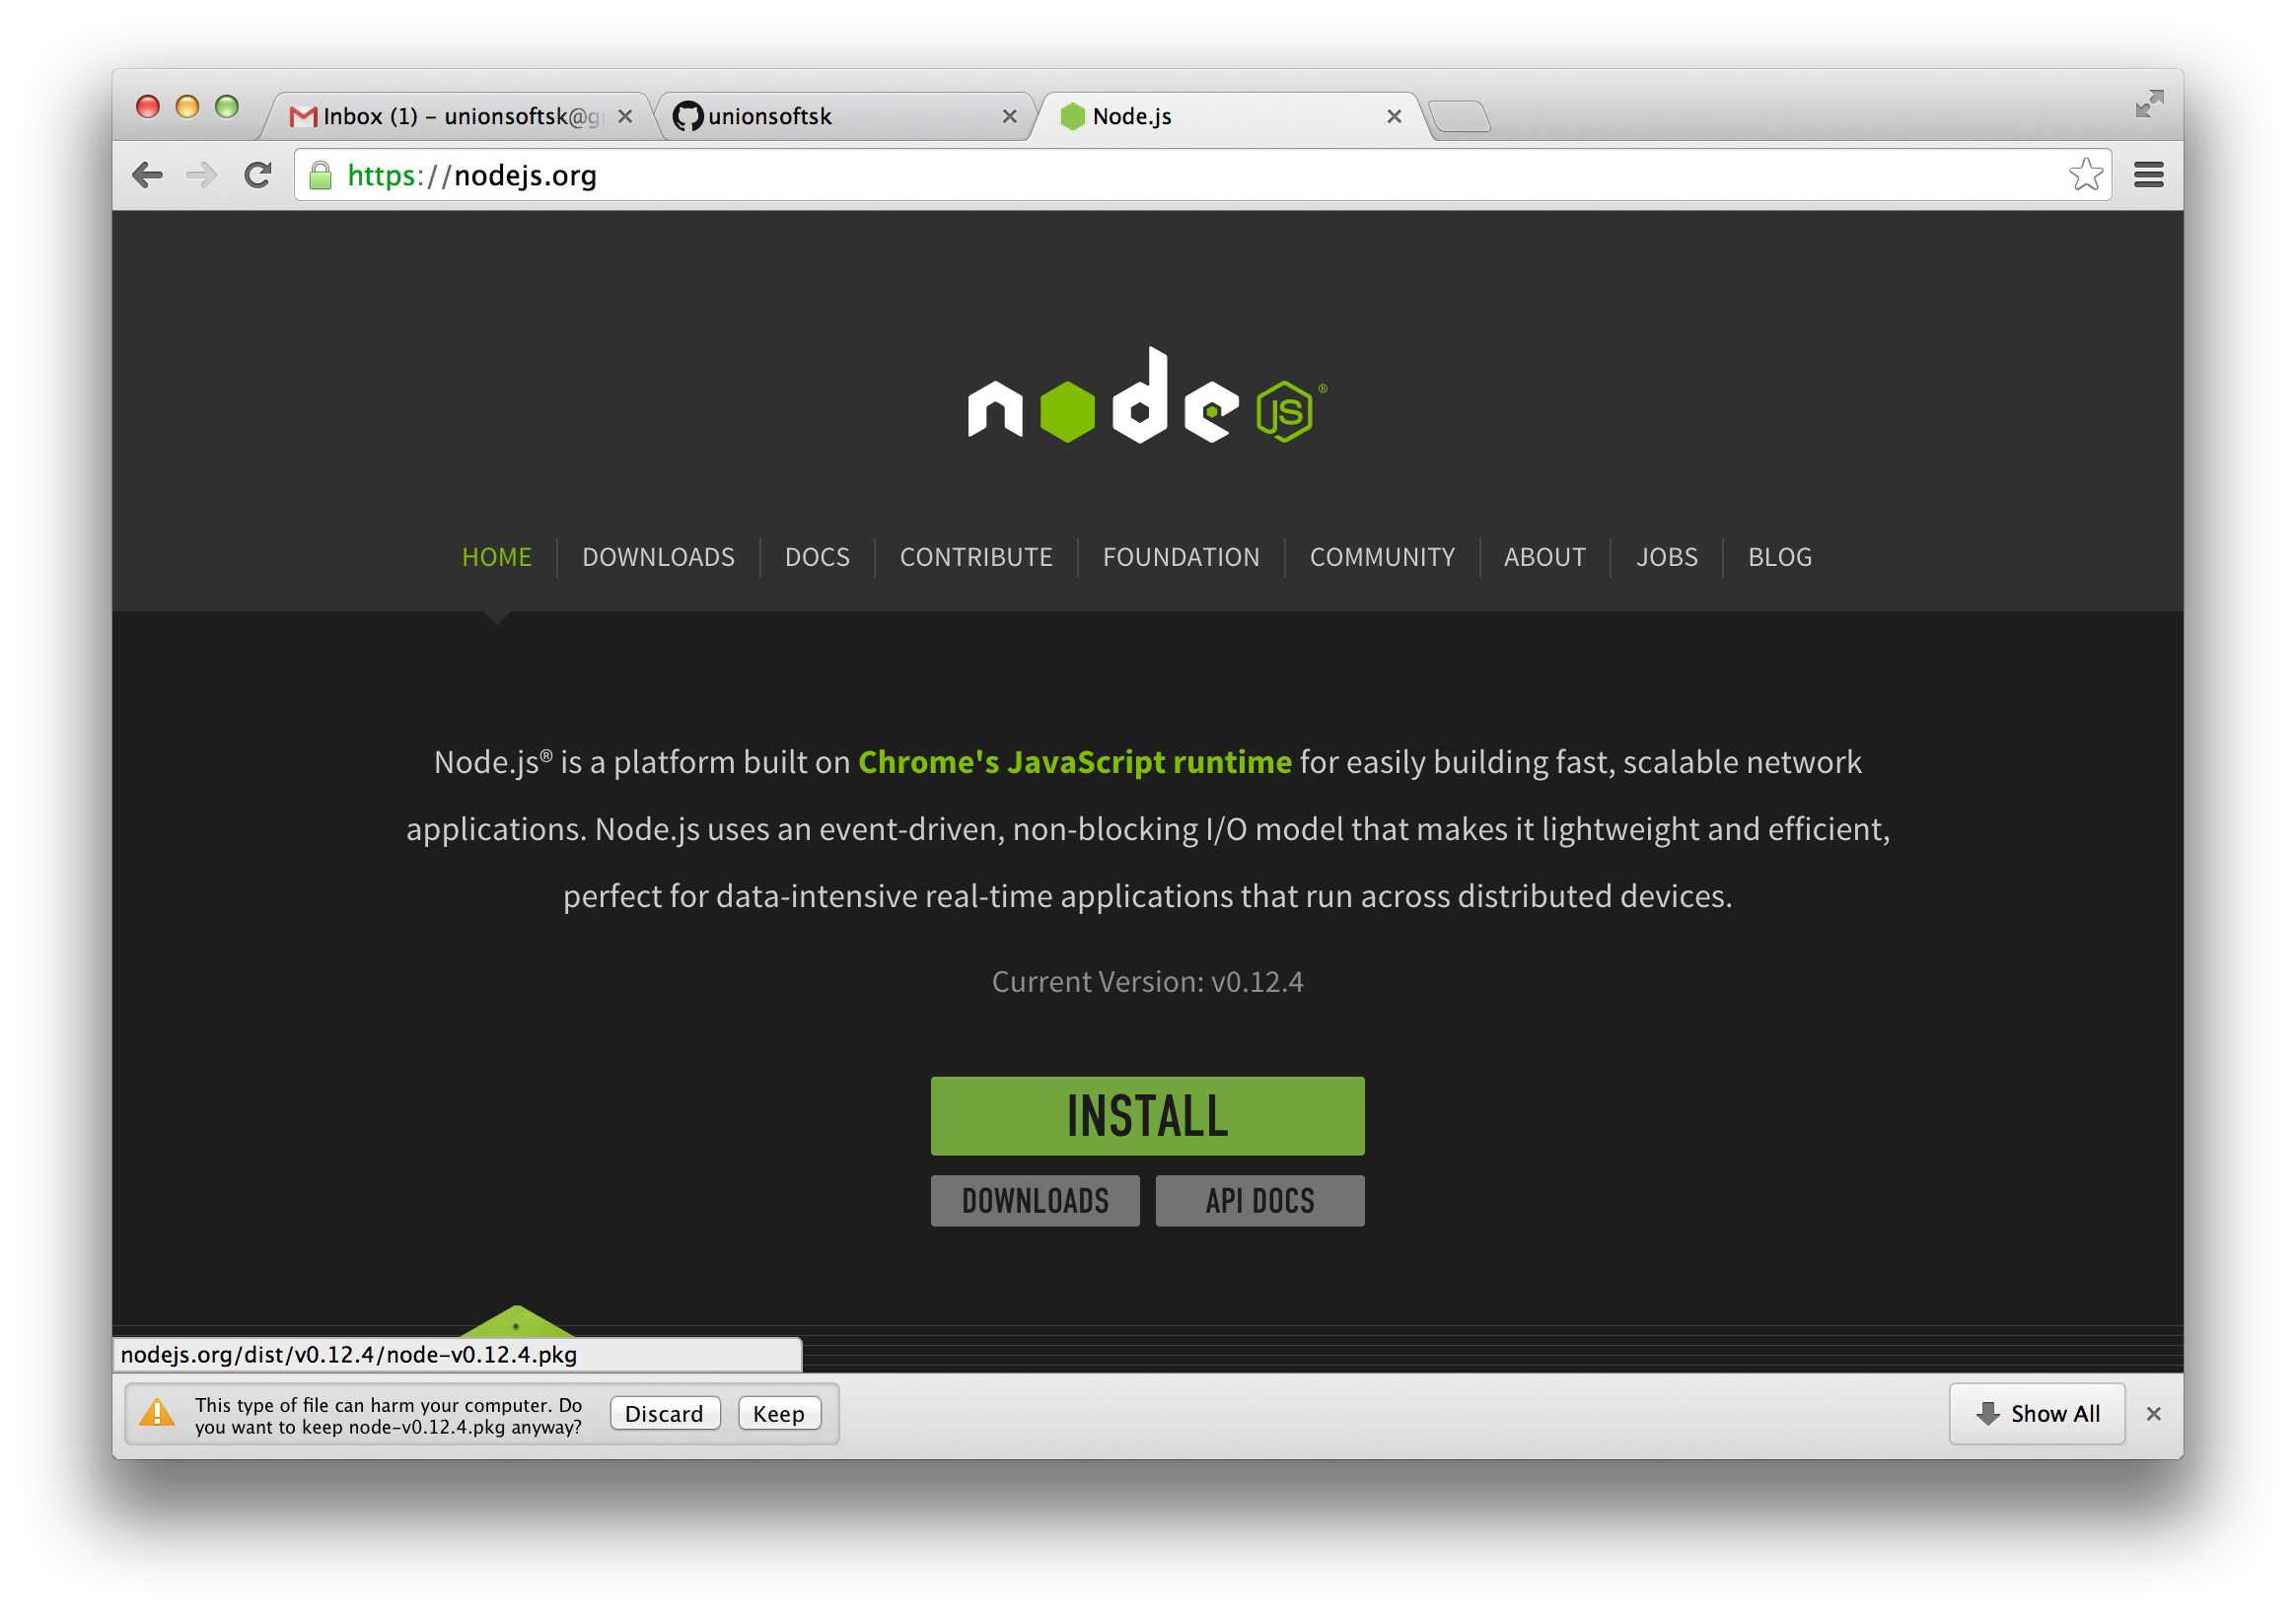 Inbox (1) – unionsoftsk@g
unionsoftsk
Node.js
https://nodejs.org
node JS ®
HOME
DOWNLOADS
DOCS
CONTRIBUTE
FOUNDATION
COMMUNITY
ABOUT
JOBS
BLOG
Node.js® is a platform built on Chrome's JavaScript runtime for easily building fast, scalable network
applications. Node.js uses an event-driven, non-blocking I/O model that makes it lightweight and efficient,
perfect for data-intensive real-time applications that run across distributed devices.
Current Version: v0.12.4
INSTALL
DOWNLOADS
API DOCS
nodejs.org/dist/v0.12.4/node-v0.12.4.pkg
This type of file can harm your computer. Do
you want to keep node-v0.12.4.pkg anyway?
Discard
Keep
Show All